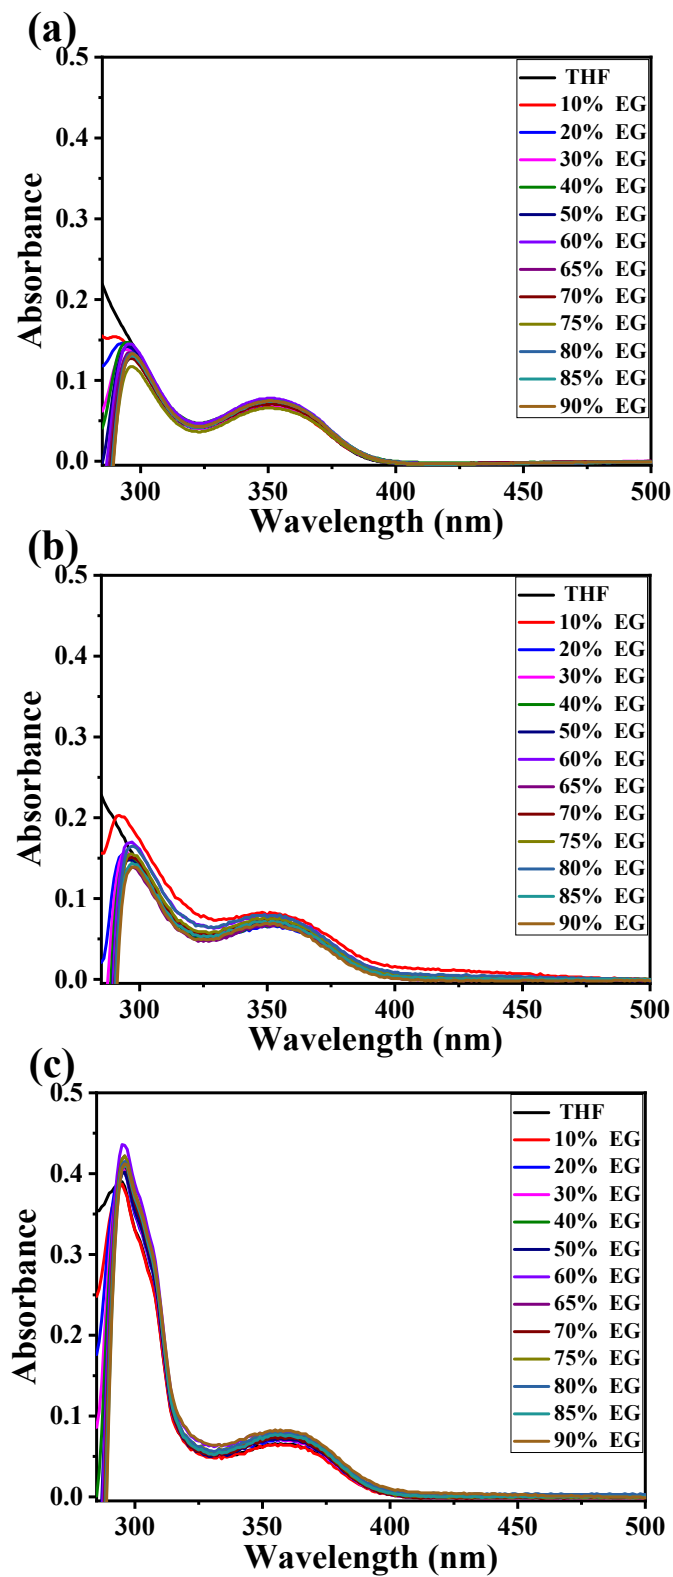 (a)
0.5
0.4
0.3
0.2
0.1
0.0
Absorbance
THF
10% EG
20% EG
30% EG
40% EG
50% EG
60% EG
65% EG
70% EG
75% EG
80% EG
85% EG
90% EG
300 350 400 450 500
Wavelength (nm)
(b)
0.5
0.4
0.3
0.2
0.1
0.0
Absorbance
THF
10% EG
20% EG
30% EG
40% EG
50% EG
60% EG
65% EG
70% EG
75% EG
80% EG
85% EG
90% EG
300 350 400 450 500
Wavelength (nm)
(c)
0.5
0.4
0.3
0.2
0.1
0.0
Absorbance
THF
10% EG
20% EG
30% EG
40% EG
50% EG
60% EG
65% EG
70% EG
75% EG
80% EG
85% EG
90% EG
300 350 400 450 500
Wavelength (nm)